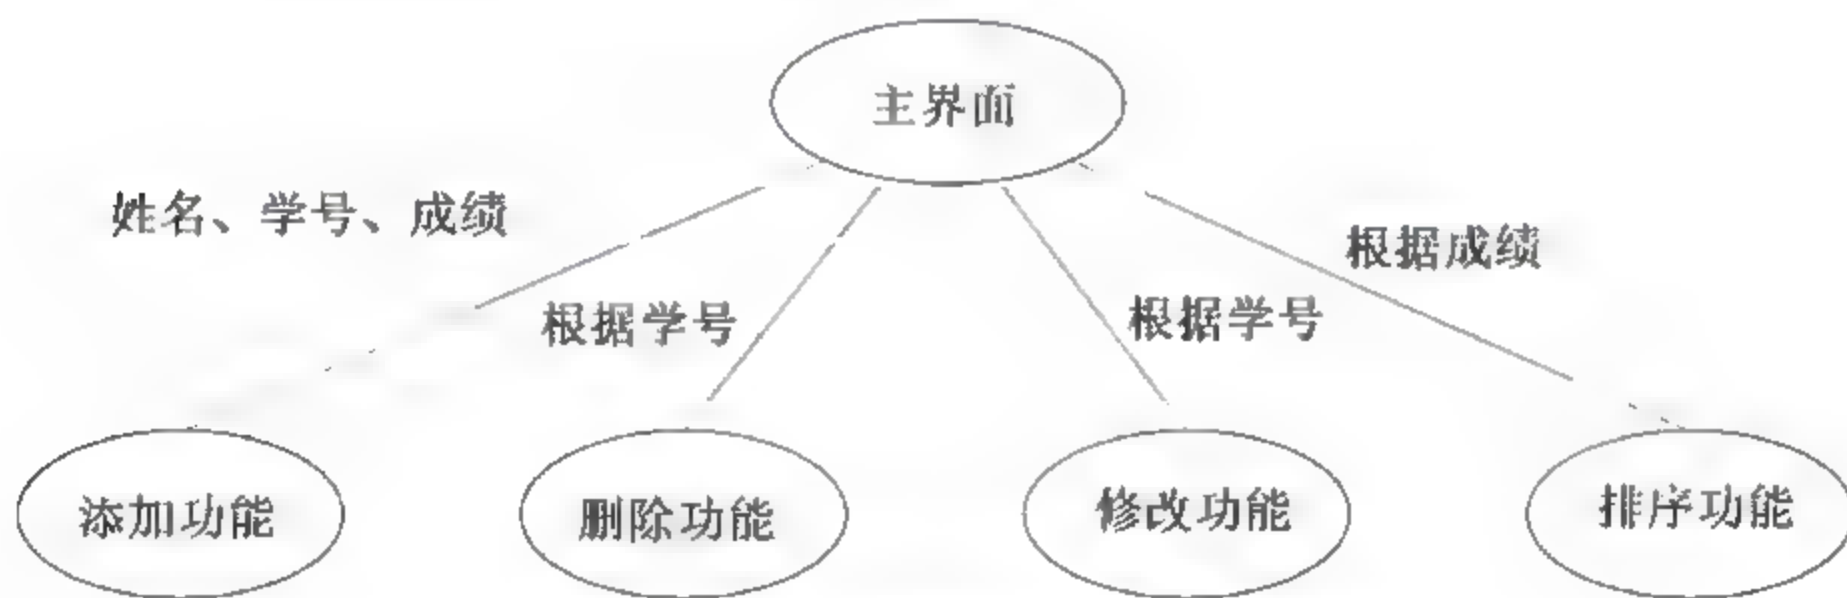 主界面
姓名、学号、成绩
根据成绩
根据学号
根据学号
添加功能
删除功能
修改功能
排序功能